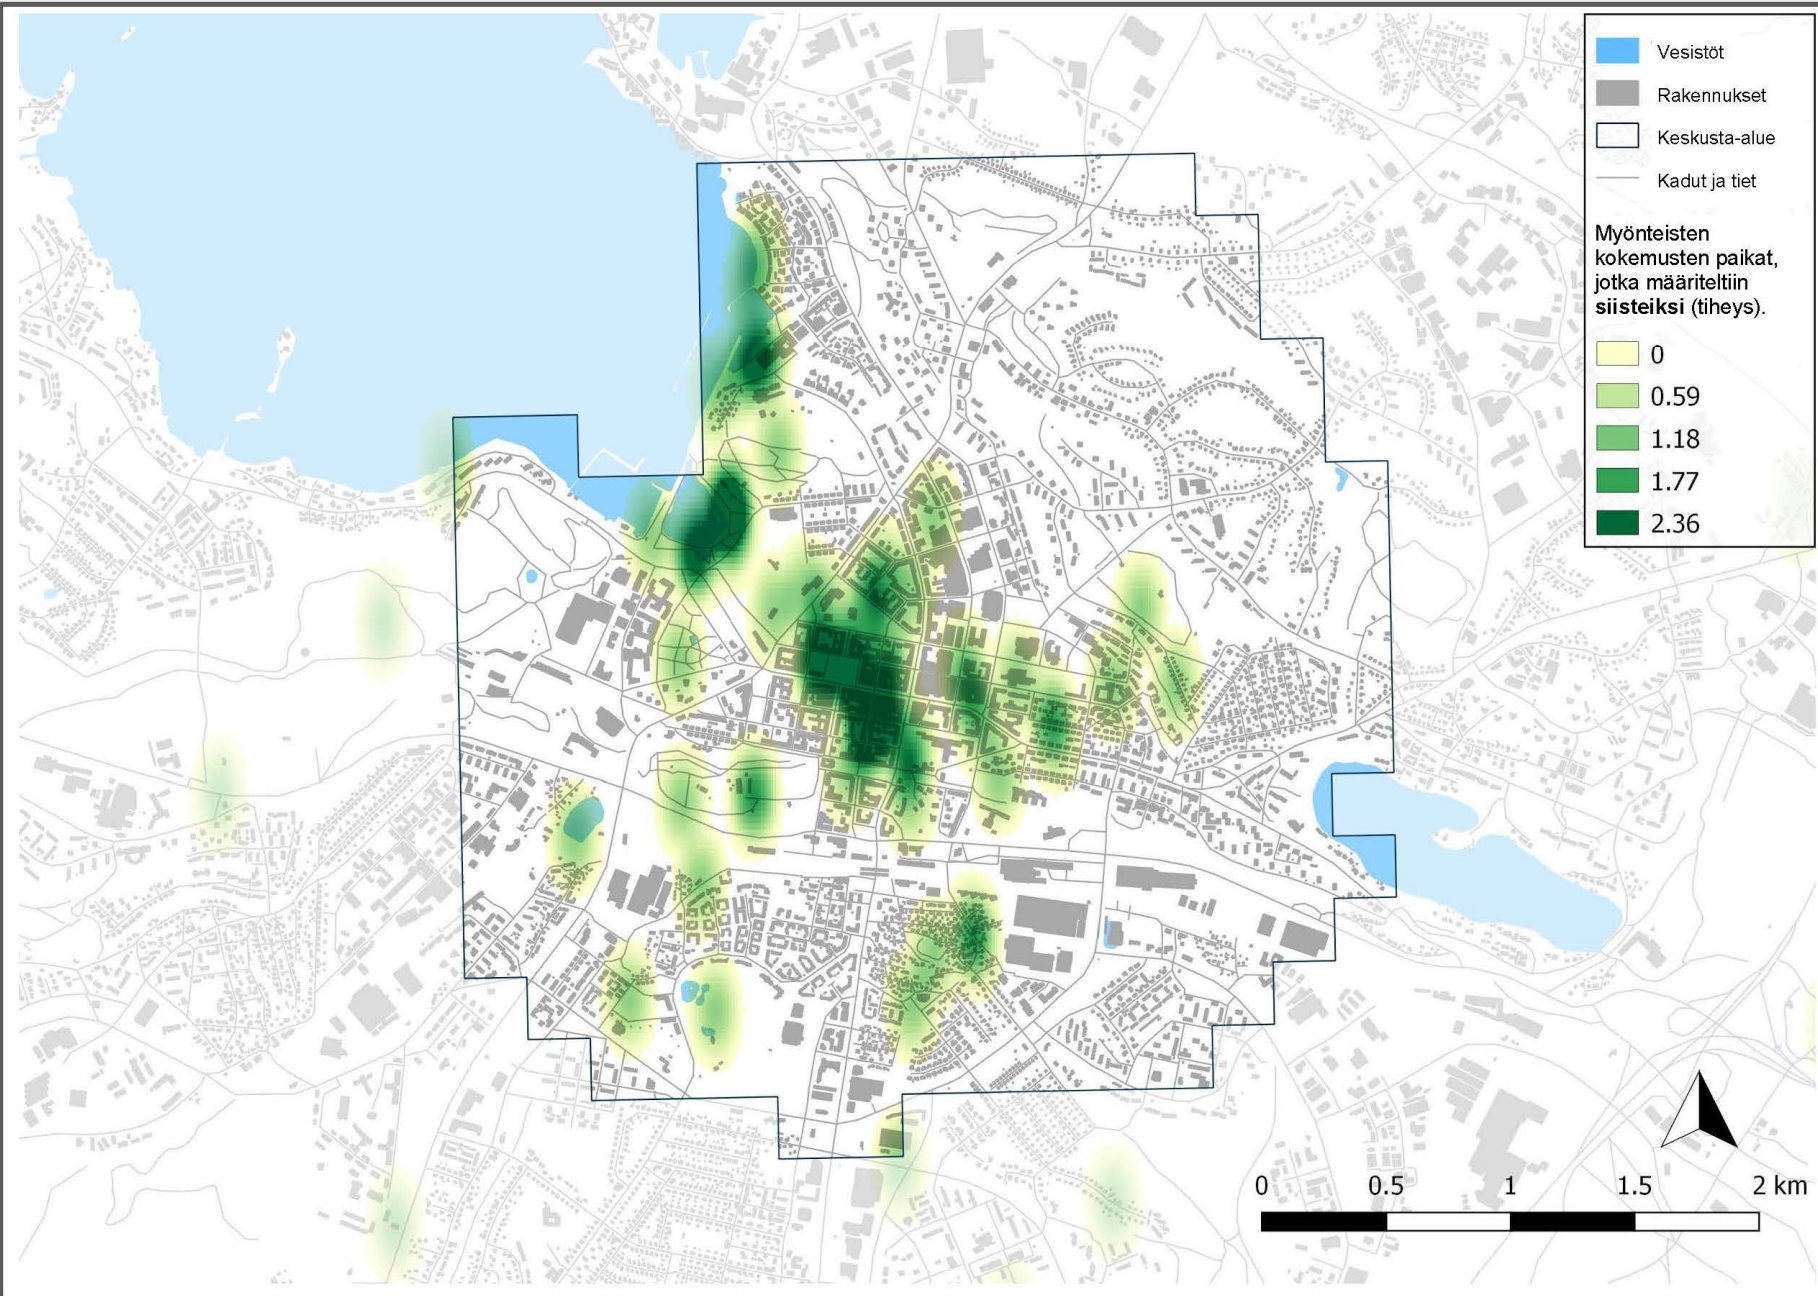 Vesistöt
Rakennukset
Keskusta-alue
Kadut ja tiet
Myönteisten
kokemusten paikat,
jotka määriteltiin
siisteiksi (tiheys).
0
0.59
1.18
1.77
2.36
0 0.5 1 1.5 2 km